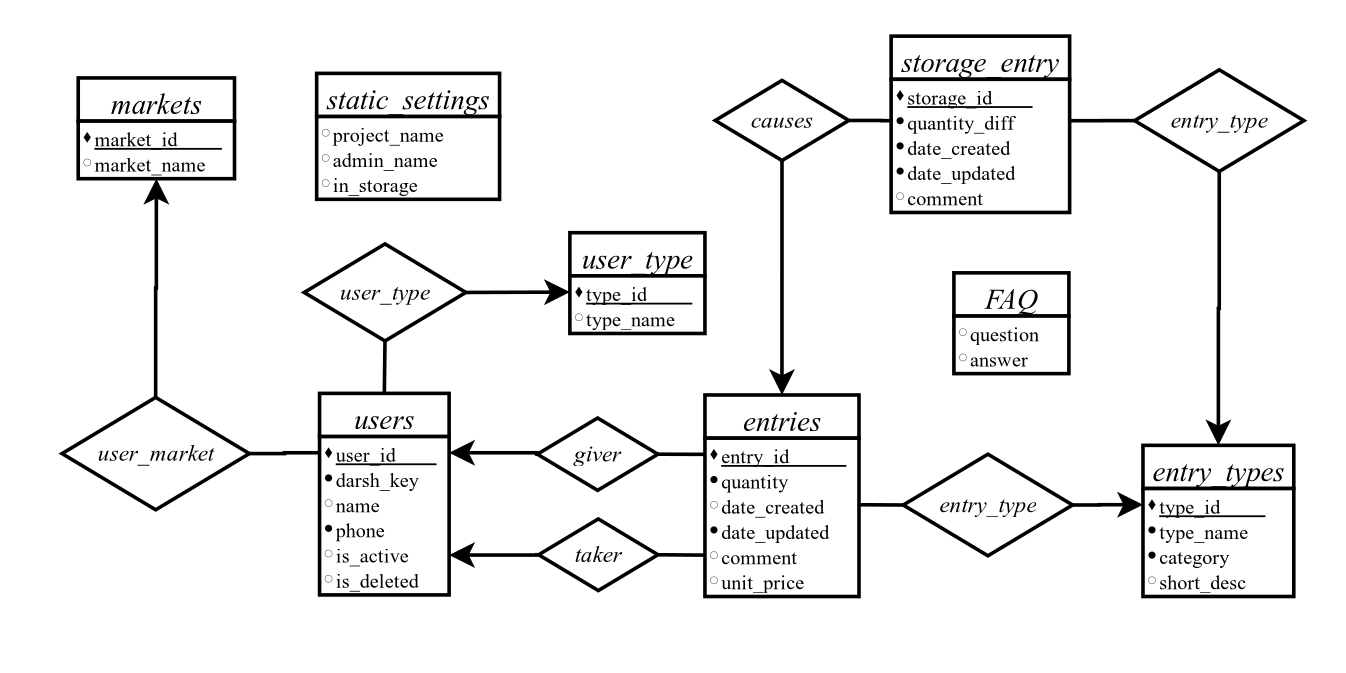 markets
market_id
market_name
static_settings
project_name
admin_name
in_storage
causes
storage_entry
storage_id
quantity_diff
date_created
date_updated
comment
entry_type
user_type
user_type
type_id
type_name
FAQ
question
answer
user_market
users
user_id
darsh_key
name
phone
is_active
is_deleted
giver
taker
entries
entry_id
quantity
date_created
date_updated
comment
unit_price
entry_type
entry_types
type_id
type_name
category
short_desc